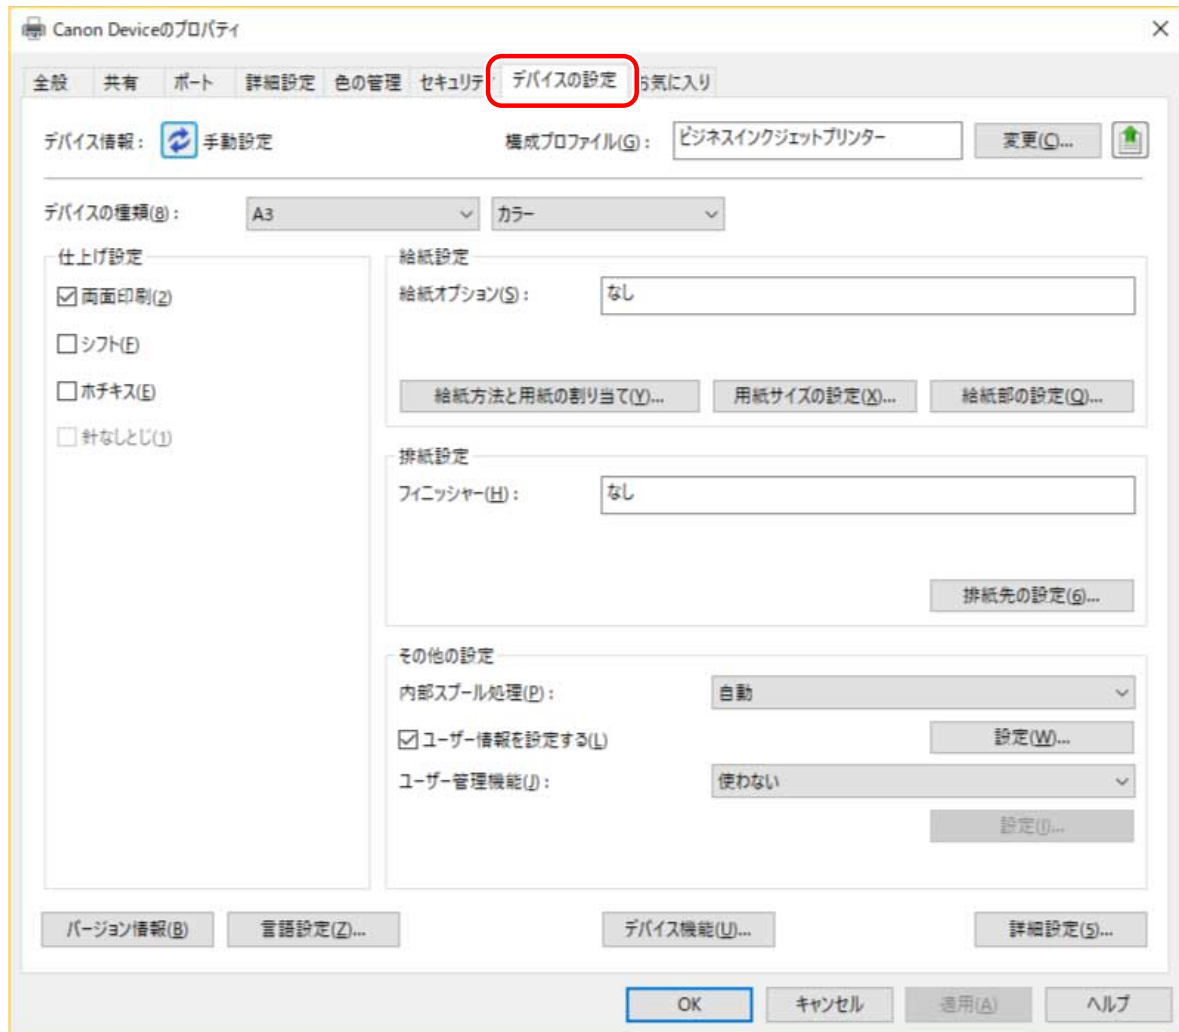 Canon Deviceのプロパティ
全般 共有 ポート 詳細設定 色の管理 セキュリティ デバイスの設定 お気に入り
デバイス情報: 手動設定 構成プロファイル(G): ビジネスインクジェットプリンター 変更(C)...
デバイスの種類(8): A3 カラー
仕上げ設定
両面印刷(2)
シフト(F)
ホチキス(E)
針なしとじ(1)
給紙設定
給紙オプション(S): なし
給紙方法と用紙の割り当て(Y)... 用紙サイズの設定(X)... 給紙部の設定(Q)...
排紙設定
フィニッシャー(H): なし
排紙先の設定(6)...
その他の設定
内部スプール処理(P): 自動
ユーザー情報を設定する(L) 設定(W)...
ユーザー管理機能(J): 使わない
設定(I)...
バージョン情報(B) 言語設定(Z)... デバイス機能(U)... 詳細設定(5)...
OK キャンセル 適用(A) ヘルプ